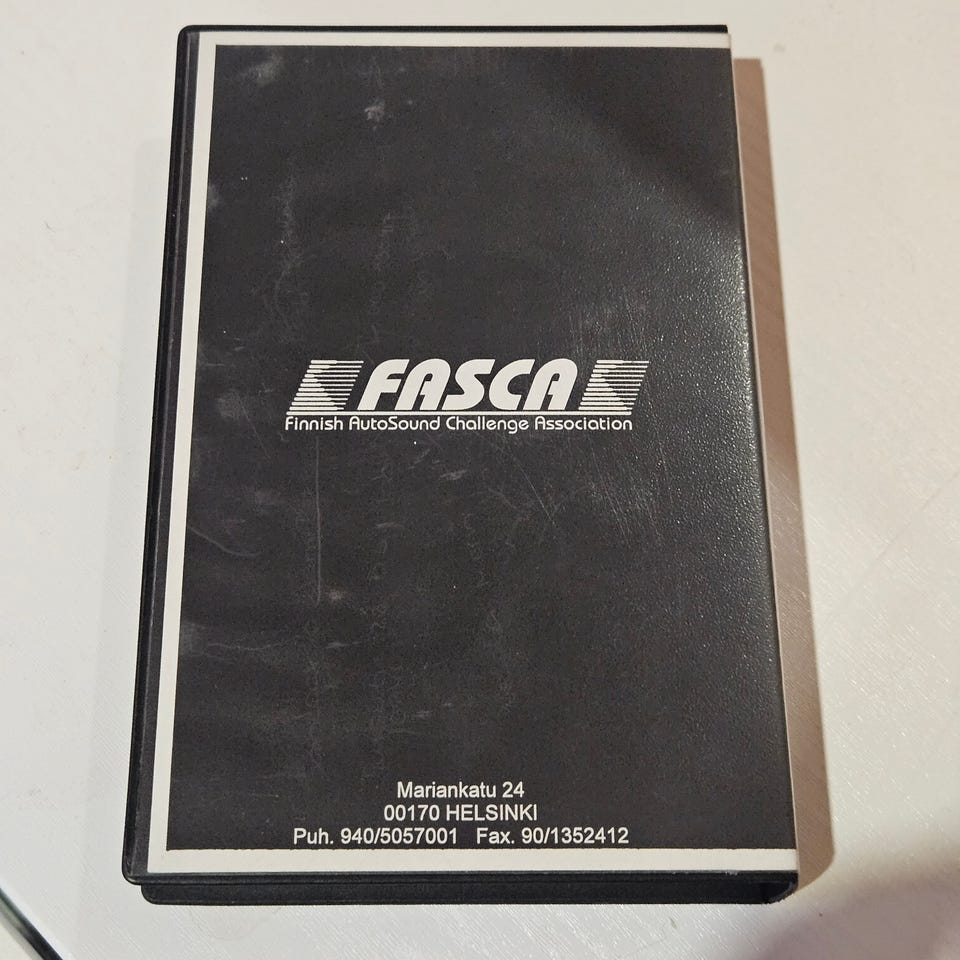 FASCA
Finnish AutoSound Challenge Association
Mariankatu 24
00170 HELSINKI
Puh. 940/5057001 Fax. 90/1352412